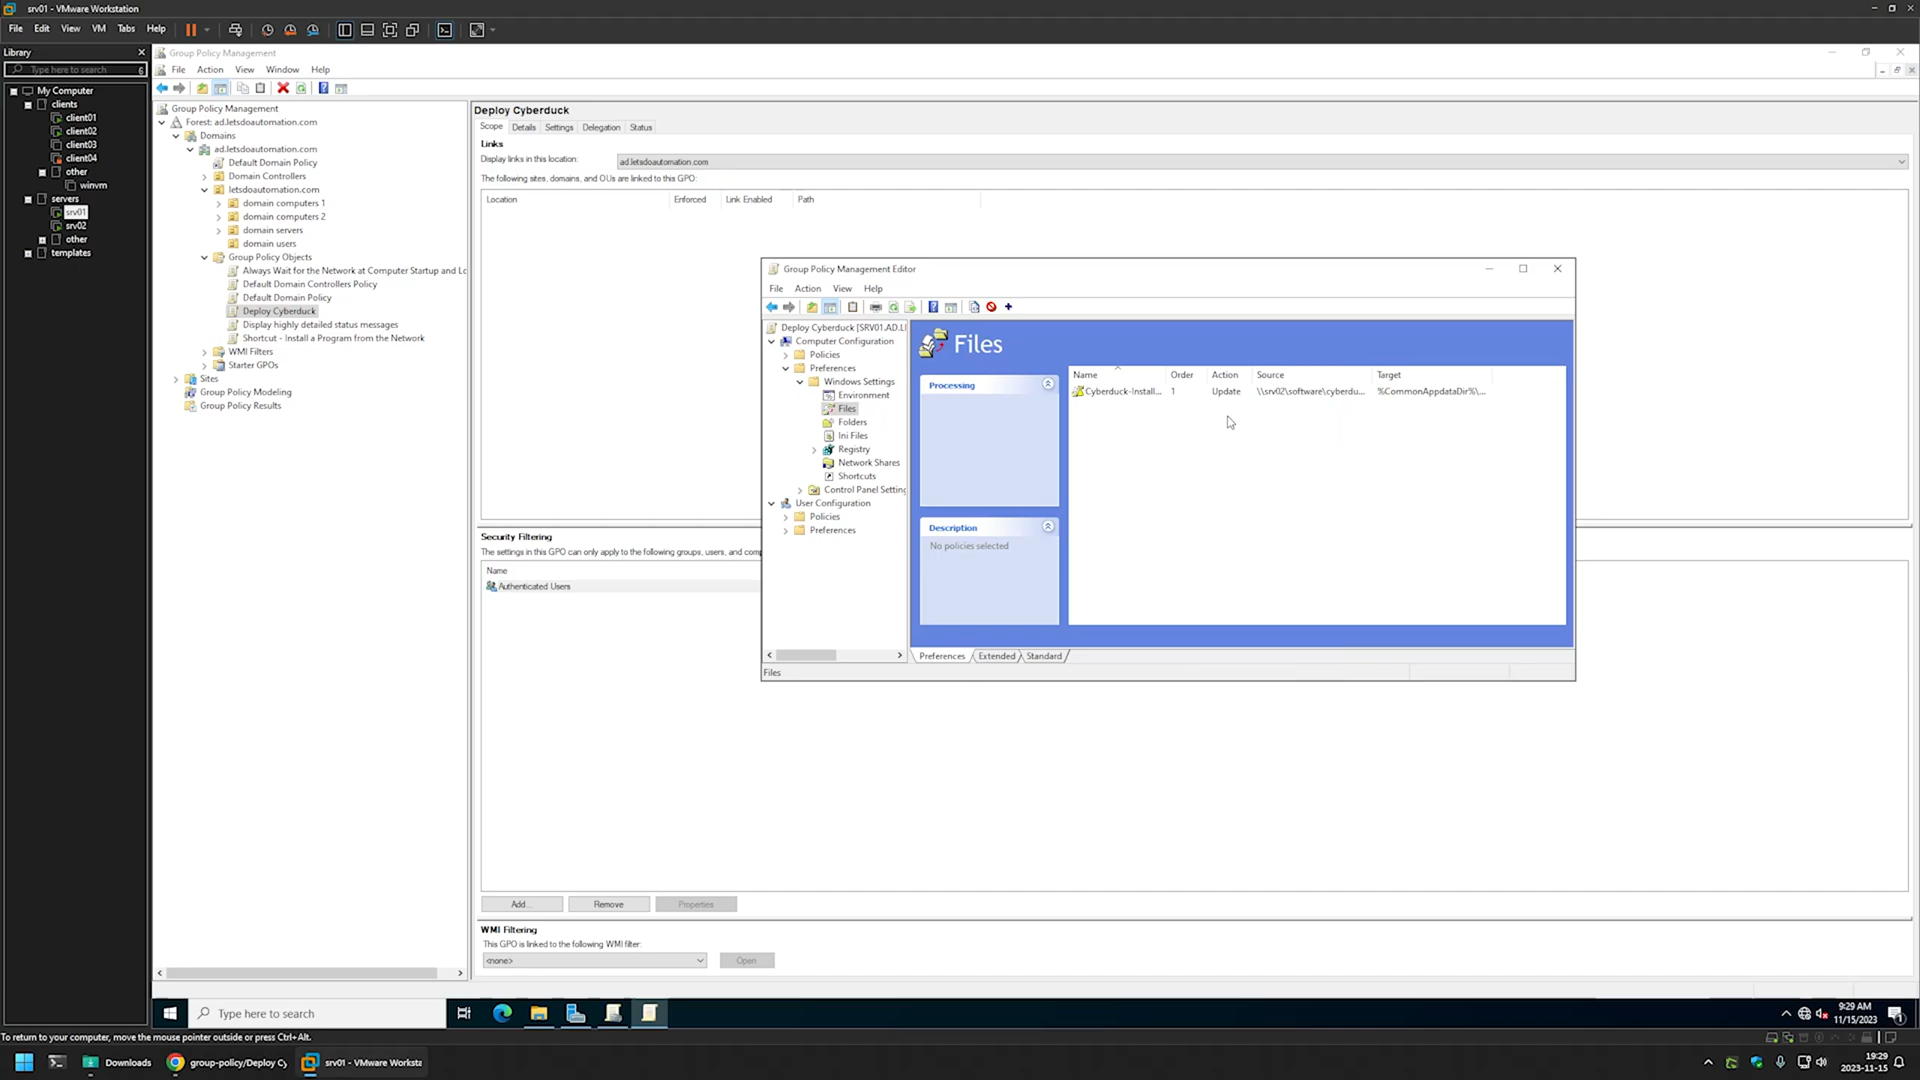 srv01 - VMware Workstation
File Edit View VM Tabs Help
Library
Type here to search
My Computer
clients
client01
client02
client03
client04
other
winvm
servers
srv01
srv02
other
templates
Group Policy Management
File Action View Window Help
Group Policy Management
Forest: ad.letsdoautomation.com
Domains
ad.letsdoautomation.com
Default Domain Policy
Domain Controllers
letsdoautomation.com
domain computers 1
domain computers 2
domain servers
domain users
Group Policy Objects
Always Wait for the Network at Computer Startup and Lo
Default Domain Controllers Policy
Default Domain Policy
Deploy Cyberduck
Display highly detailed status messages
Shortcut - Install a Program from the Network
WMI Filters
Starter GPOs
Sites
Group Policy Modeling
Group Policy Results
Deploy Cyberduck
Scope Details Settings Delegation Status
Links
Display links in this location: ad.letsdoautomation.com
The following sites, domains, and OUs are linked to this GPO:
Location Enforced Link Enabled Path
Security Filtering
The settings in this GPO can only apply to the following groups, users, and com
Name
Authenticated Users
Add... Remove Properties
WMI Filtering
This GPO is linked to the following WMI filter:
<none> Open
Group Policy Management Editor
File Action View Help
Deploy Cyberduck [SRV01.AD.LI
Computer Configuration
Policies
Preferences
Windows Settings
Environment
Files
Folders
Ini Files
Registry
Network Shares
Shortcuts
Control Panel Setting
User Configuration
Policies
Preferences
Files
Processing
Description
No policies selected
Name Order Action Source Target
Cyberduck-Install... 1 Update \\srv02\software\cyberdu... %CommonAppdataDir%\...
Preferences Extended Standard
Files
Type here to search
9:29 AM
11/15/2023
To return to your computer, move the mouse pointer outside or press Ctrl+Alt.
Downloads
group-policy/Deploy Cy
srv01 - VMware Workst
19:29
2023-11-15